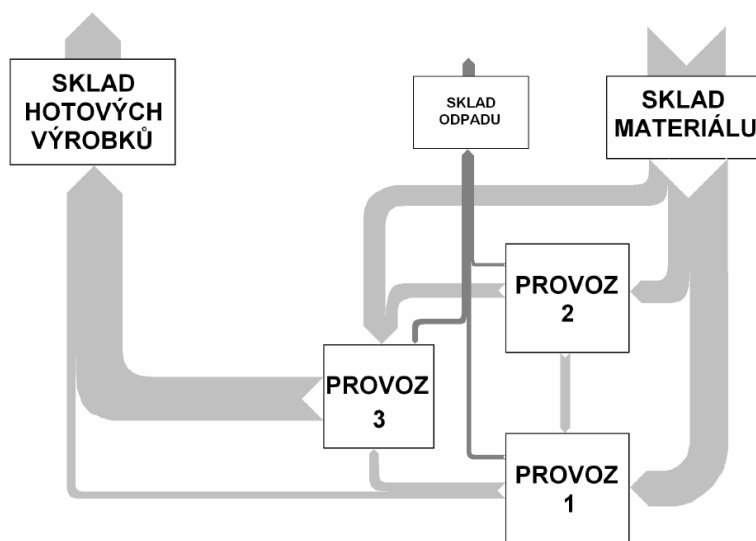 SKLAD
HOTOVÝCH
VÝROBKŮ
SKLAD
ODPADU
SKLAD
MATERIÁLU
PROVOZ
2
PROVOZ
3
PROVOZ
1